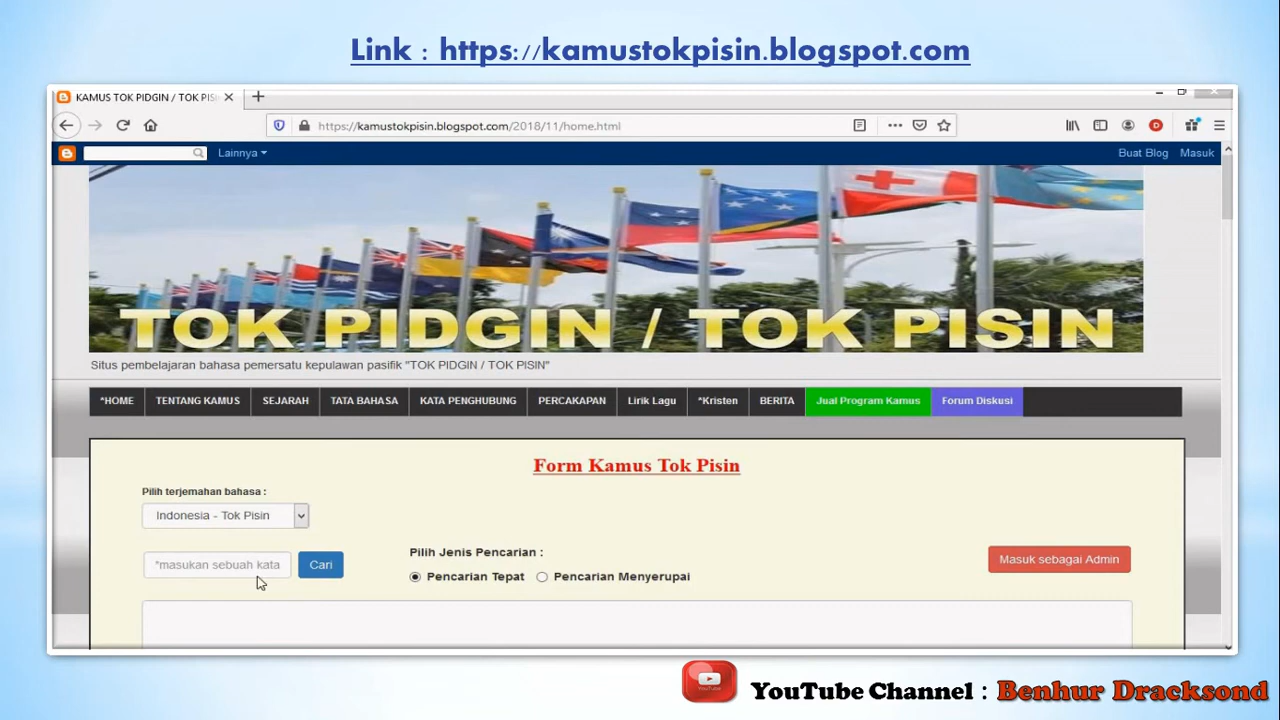 Link : https://kamustokpisin.blogspot.com
KAMUS TOK PIDGIN / TOK PIS
https://kamustokpisin.blogspot.com/2018/11/home.html
Lainnya
Buat Blog Masuk
TOK PIDGIN / TOK PISIN
Situs pembelajaran bahasa pemersatu kepulawan pasifik "TOK PIDGIN / TOK PISIN"
*HOME TENTANG KAMUS SEJARAH TATA BAHASA KATA PENGHUBUNG PERCAKAPAN Lirik Lagu *Kristen BERITA Jual Program Kamus Forum Diskusi
Form Kamus Tok Pisin
Pilih terjemahan bahasa :
Indonesia - Tok Pisin
Pilih Jenis Pencarian :
*masukan sebuah kata Cari
Masuk sebagai Admin
Pencarian Tepat Pencarian Menyerupai
YouTube
YouTube Channel : Benhur Dracksond